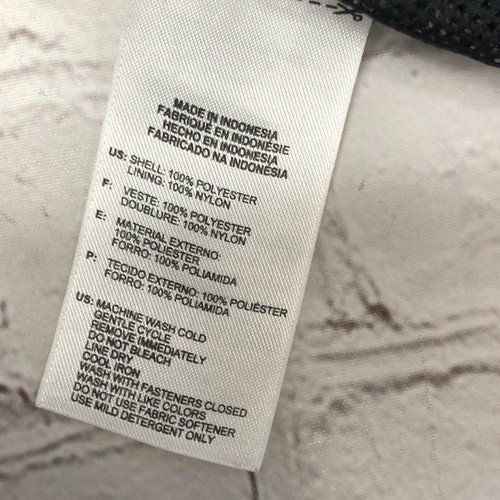 MADE IN INDONESIA
FABRIQUÉ EN INDONÉSIE
HECHO EN INDONESIA
FABRICADO NA INDONÉSIA
US: SHELL: 100% POLYESTER
LINING: 100% NYLON
F: VESTE: 100% POLYESTER
DOUBLURE: 100% NYLON
E: MATERIAL EXTERNO:
100% POLIESTER
FORRO: 100% POLIAMIDA
P: TECIDO EXTERNO: 100% POLIÉSTER
FORRO: 100% POLIAMIDA
US: MACHINE WASH COLD
GENTLE CYCLE
REMOVE IMMEDIATELY
DO NOT BLEACH
LINE DRY
COOL IRON
WASH WITH FASTENERS CLOSED
WASH WITH LIKE COLORS
DO NOT USE FABRIC SOFTENER
USE MILD DETERGENT ONLY